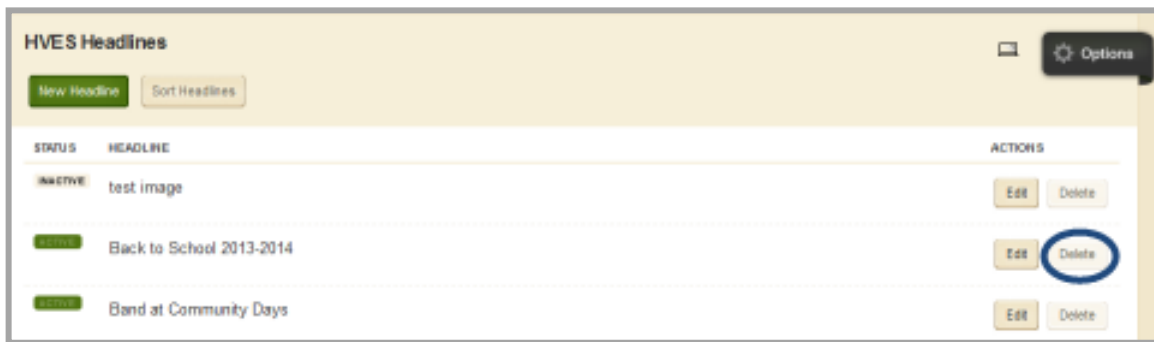 HVES Headlines
Options
New Headline Sort Headlines
STATUS HEADLINE ACTIONS
INACTIVE test image Edit Delete
ACTIVE Back to School 2013-2014 Edit Delete
ACTIVE Band at Community Days Edit Delete